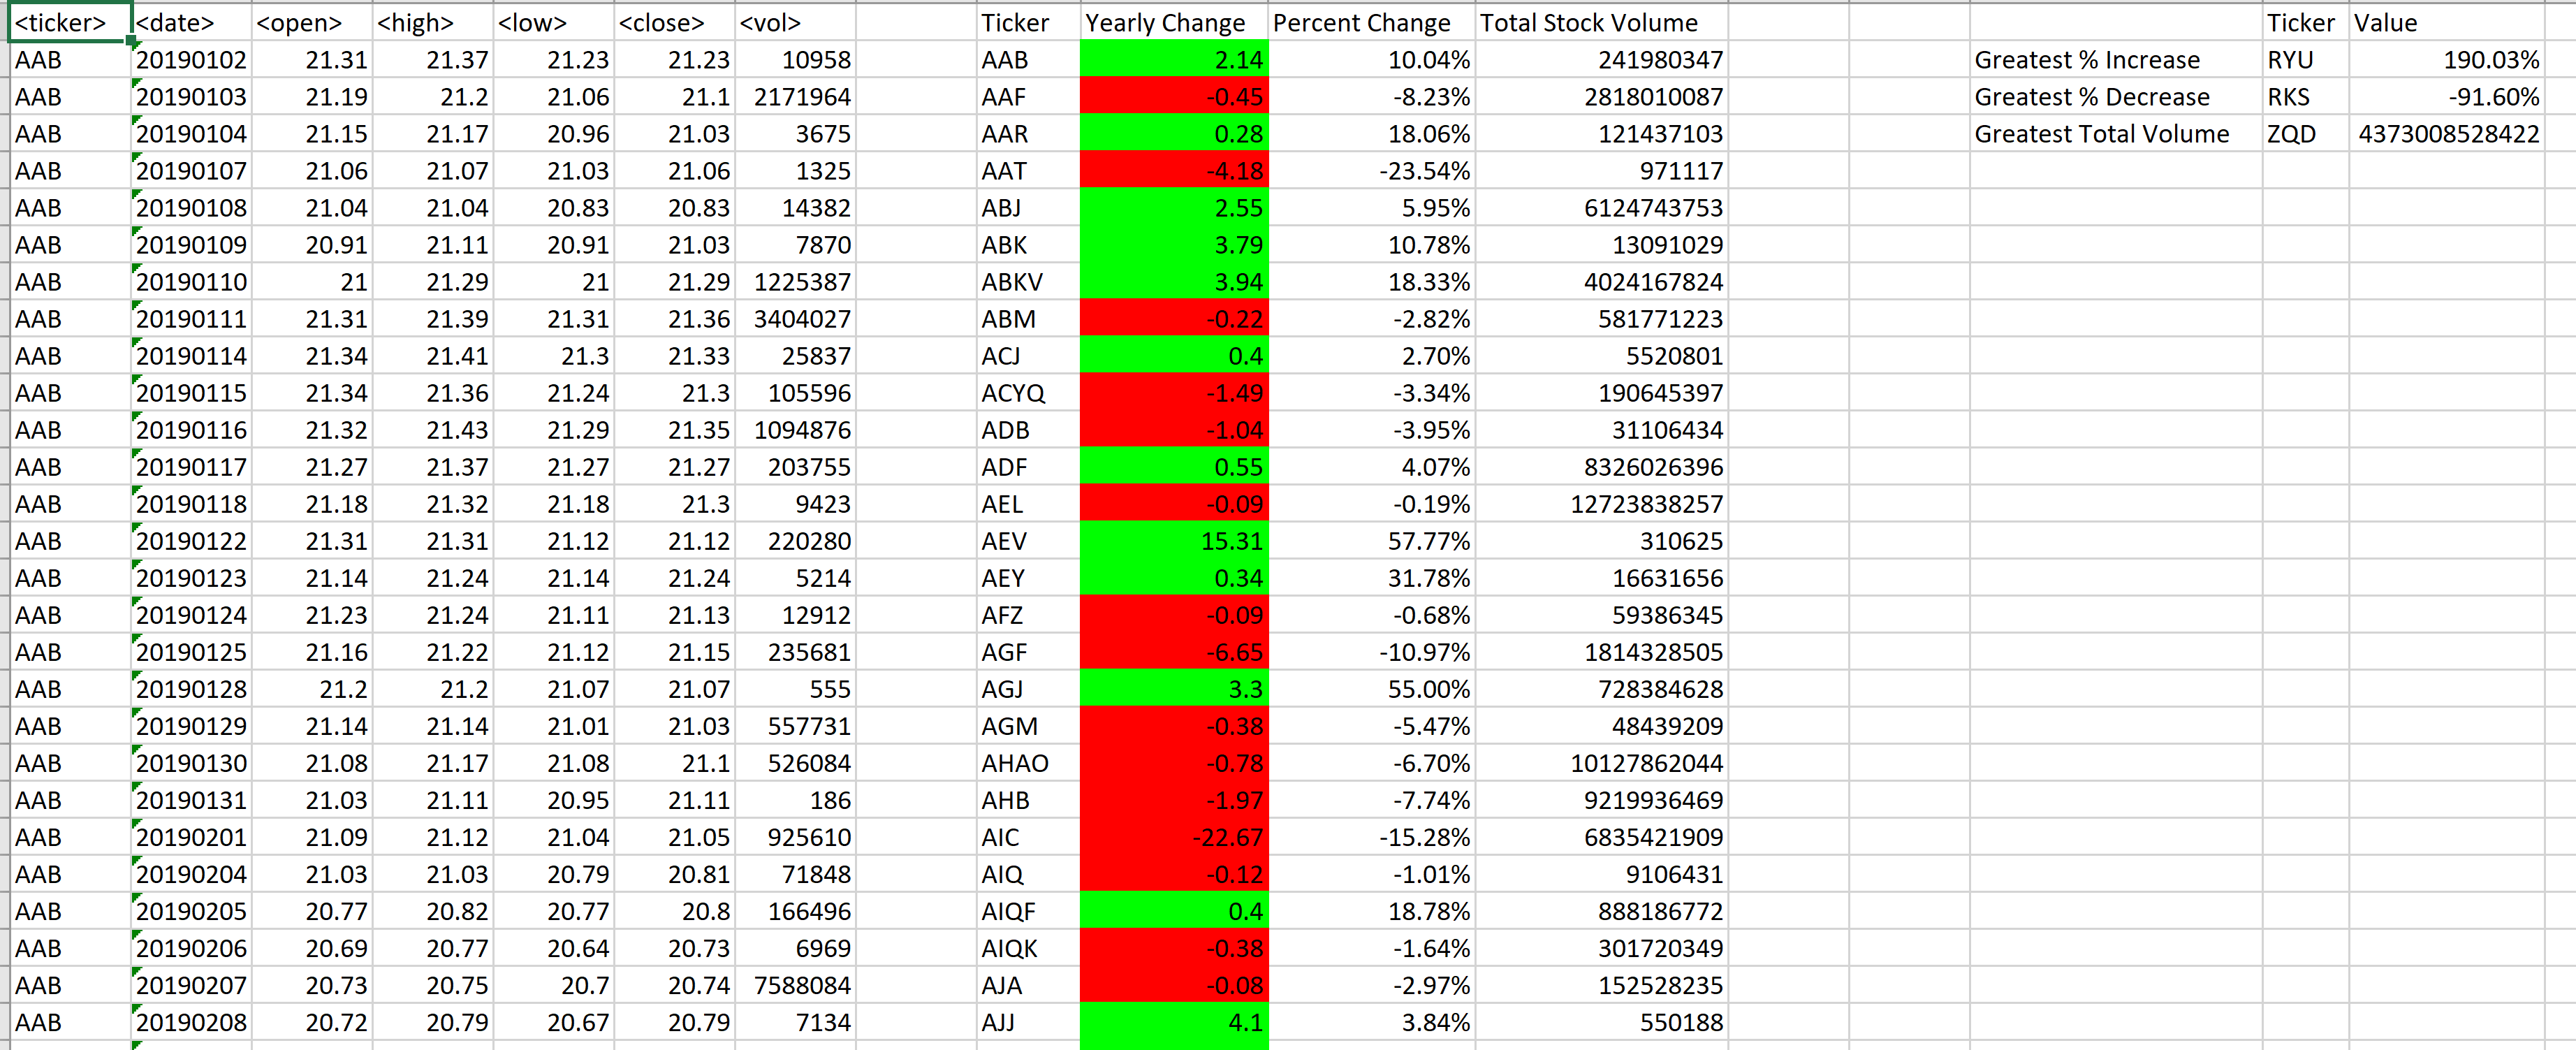 <ticker> <date> <open> <high> <low> <close> <vol> Ticker Yearly Change Percent Change Total Stock Volume Ticker Value
AAB 20190102 21.31 21.37 21.23 21.23 10958 AAB 2.14 10.04% 241980347 Greatest % Increase RYU 190.03%
AAB 20190103 21.19 21.2 21.06 21.1 2171964 AAF -0.45 -8.23% 2818010087 Greatest % Decrease RKS -91.60%
AAB 20190104 21.15 21.17 20.96 21.03 3675 AAR 0.28 18.06% 121437103 Greatest Total Volume ZQD 4373008528422
AAB 20190107 21.06 21.07 21.03 21.06 1325 AAT -4.18 -23.54% 971117
AAB 20190108 21.04 21.04 20.83 20.83 14382 ABJ 2.55 5.95% 6124743753
AAB 20190109 20.91 21.11 20.91 21.03 7870 ABK 3.79 10.78% 13091029
AAB 20190110 21 21.29 21 21.29 1225387 ABKV 3.94 18.33% 4024167824
AAB 20190111 21.31 21.39 21.31 21.36 3404027 ABM -0.22 -2.82% 581771223
AAB 20190114 21.34 21.41 21.3 21.33 25837 ACJ 0.4 2.70% 5520801
AAB 20190115 21.34 21.36 21.24 21.3 105596 ACYQ -1.49 -3.34% 190645397
AAB 20190116 21.32 21.43 21.29 21.35 1094876 ADB -1.04 -3.95% 31106434
AAB 20190117 21.27 21.37 21.27 21.27 203755 ADF 0.55 4.07% 8326026396
AAB 20190118 21.18 21.32 21.18 21.3 9423 AEL -0.09 -0.19% 12723838257
AAB 20190122 21.31 21.31 21.12 21.12 220280 AEV 15.31 57.77% 310625
AAB 20190123 21.14 21.24 21.14 21.24 5214 AEY 0.34 31.78% 16631656
AAB 20190124 21.23 21.24 21.11 21.13 12912 AFZ -0.09 -0.68% 59386345
AAB 20190125 21.16 21.22 21.12 21.15 235681 AGF -6.65 -10.97% 1814328505
AAB 20190128 21.2 21.2 21.07 21.07 555 AGJ 3.3 55.00% 728384628
AAB 20190129 21.14 21.14 21.01 21.03 557731 AGM -0.38 -5.47% 48439209
AAB 20190130 21.08 21.17 21.08 21.1 526084 AHAO -0.78 -6.70% 10127862044
AAB 20190131 21.03 21.11 20.95 21.11 186 AHB -1.97 -7.74% 9219936469
AAB 20190201 21.09 21.12 21.04 21.05 925610 AIC -22.67 -15.28% 6835421909
AAB 20190204 21.03 21.03 20.79 20.81 71848 AIQ -0.12 -1.01% 9106431
AAB 20190205 20.77 20.82 20.77 20.8 166496 AIQF 0.4 18.78% 888186772
AAB 20190206 20.69 20.77 20.64 20.73 6969 AIQK -0.38 -1.64% 301720349
AAB 20190207 20.73 20.75 20.7 20.74 7588084 AJA -0.08 -2.97% 152528235
AAB 20190208 20.72 20.79 20.67 20.79 7134 AJJ 4.1 3.84% 550188